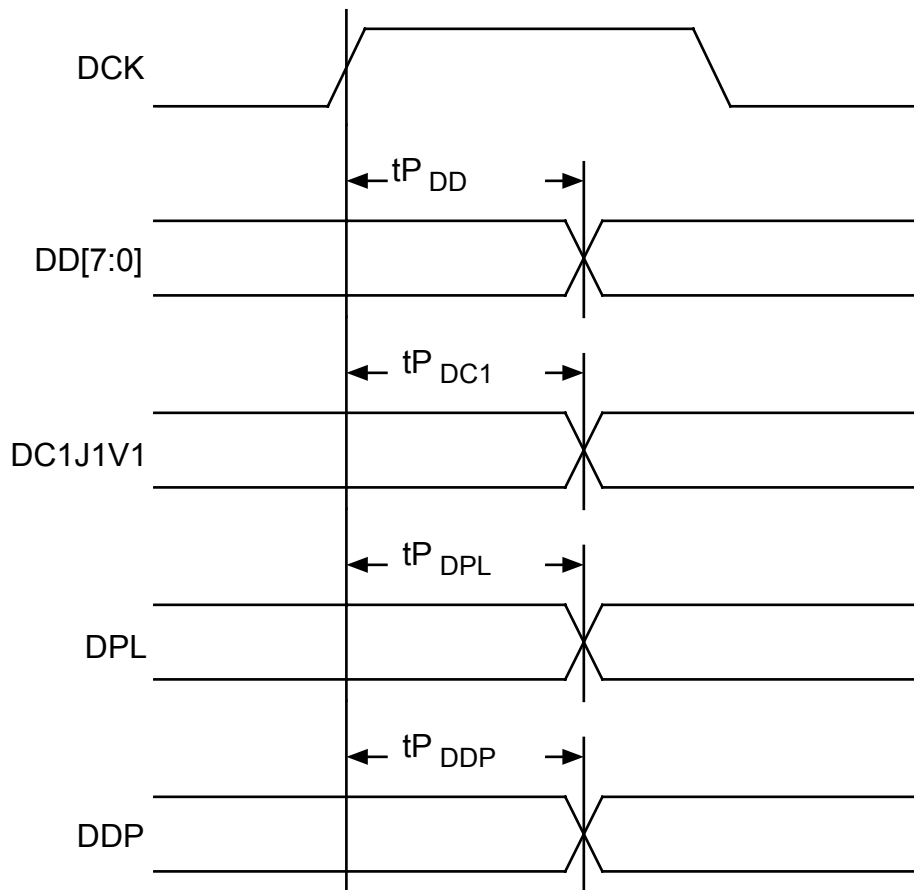 DCK
tP DD
DD[7:0]
tP DC1
DC1J1V1
tP DPL
DPL
tP DDP
DDP